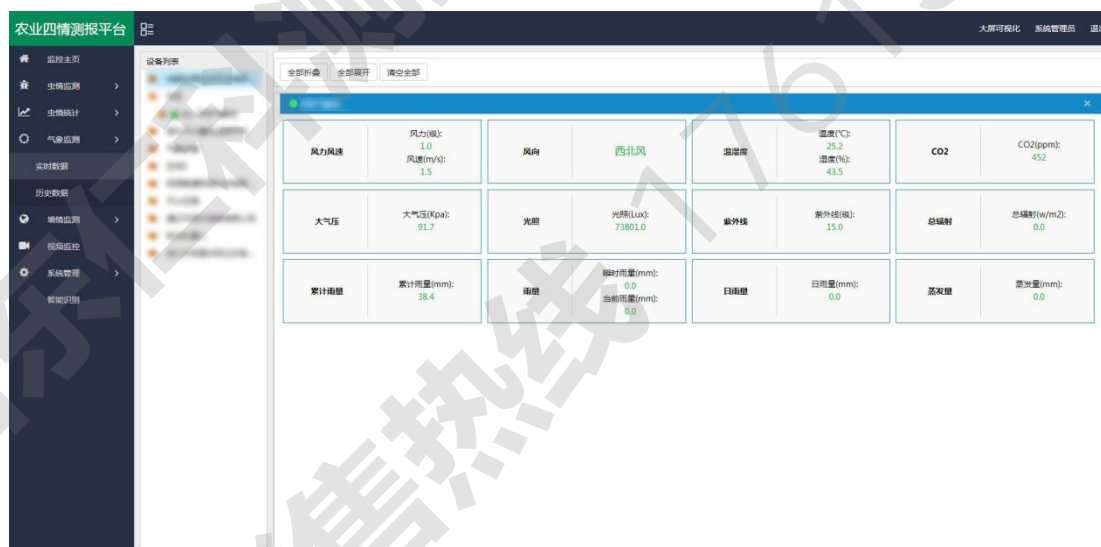 农业四情测报平台
大屏可视化 系统管理员
监控主页
虫情监测
虫情统计
气象监测
实时数据
历史数据
墒情监测
视频监控
系统管理
智能识别
设备列表
全部折叠 全部展开 清空全部
风力风速
风力(级):
1.0
风速(m/s):
1.5
风向
西北风
温湿度
温度(℃):
25.2
湿度(%):
43.5
CO2
CO2(ppm):
452
大气压
大气压(Kpa):
91.7
光照
光照(Lux):
73801.0
紫外线
紫外线(级):
15.0
总辐射
总辐射(w/m2):
0.0
累计雨量
累计雨量(mm):
38.4
雨量
瞬时雨量(mm):
0.0
当前雨量(mm):
0.0
日雨量
日雨量(mm):
0.0
蒸发量
蒸发量(mm):
0.0
售热线 1761
东仁科测